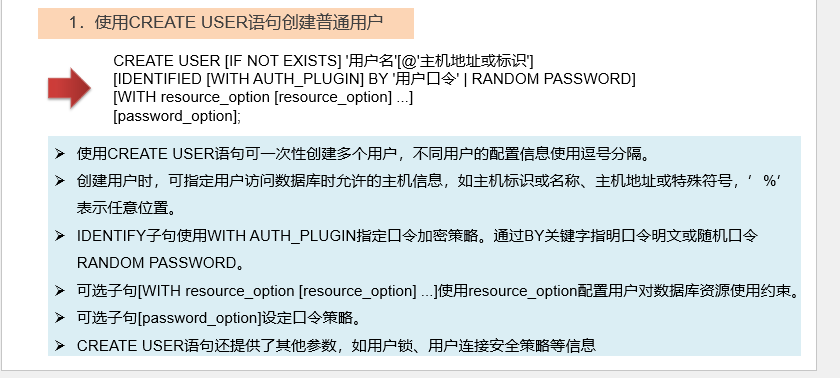 1．使用CREATE USER语句创建普通用户
CREATE USER [IF NOT EXISTS] '用户名'[@'主机地址或标识']
[IDENTIFIED [WITH AUTH_PLUGIN] BY '用户口令' | RANDOM PASSWORD]
[WITH resource_option [resource_option] ...]
[password_option];
➢ 使用CREATE USER语句可一次性创建多个用户，不同用户的配置信息使用逗号分隔。
➢ 创建用户时，可指定用户访问数据库时允许的主机信息，如主机标识或名称、主机地址或特殊符号，’%’
表示任意位置。
➢ IDENTIFY子句使用WITH AUTH_PLUGIN指定口令加密策略。通过BY关键字指明口令明文或随机口令
RANDOM PASSWORD。
➢ 可选子句[WITH resource_option [resource_option] ...]使用resource_option配置用户对数据库资源使用约束。
➢ 可选子句[password_option]设定口令策略。
➢ CREATE USER语句还提供了其他参数，如用户锁、用户连接安全策略等信息